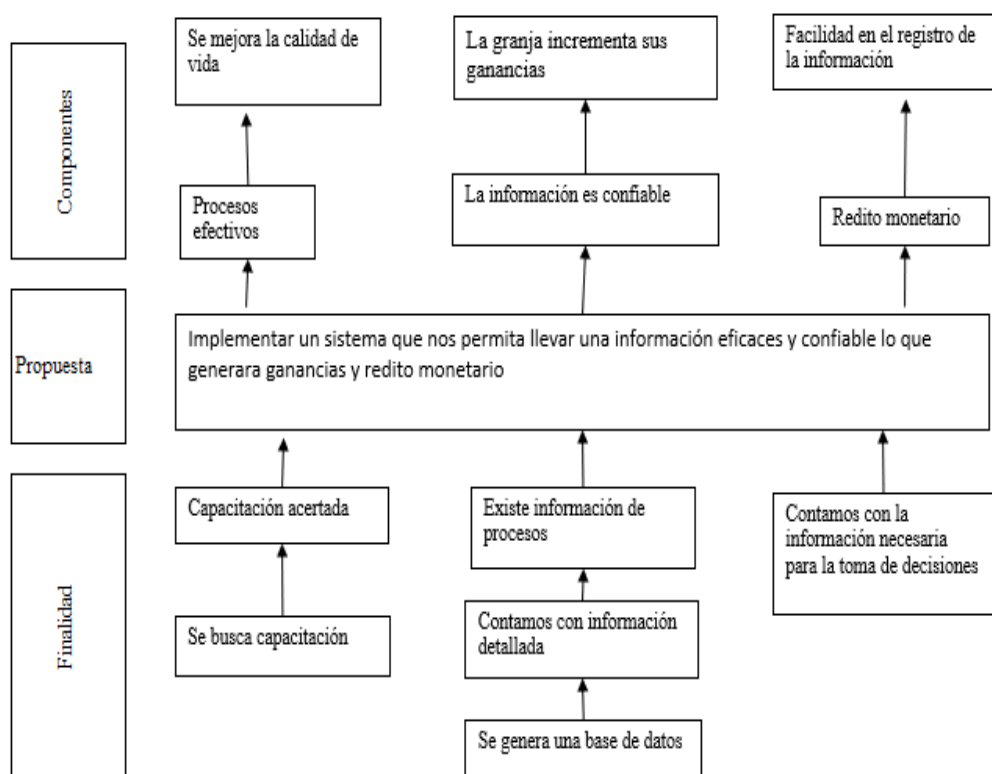 Componentes
Se mejora la calidad de
vida
La granja incrementa sus
ganancias
Facilidad en el registro de
la información
Procesos
efectivos
La información es confiable
Redito monetario
Propuesta
Implementar un sistema que nos permita llevar una información eficaces y confiable lo que
generara ganancias y redito monetario
Finalidad
Capacitación acertada
Existe información de
procesos
Contamos con la
información necesaria
para la toma de decisiones
Se busca capacitación
Contamos con información
detallada
Se genera una base de datos